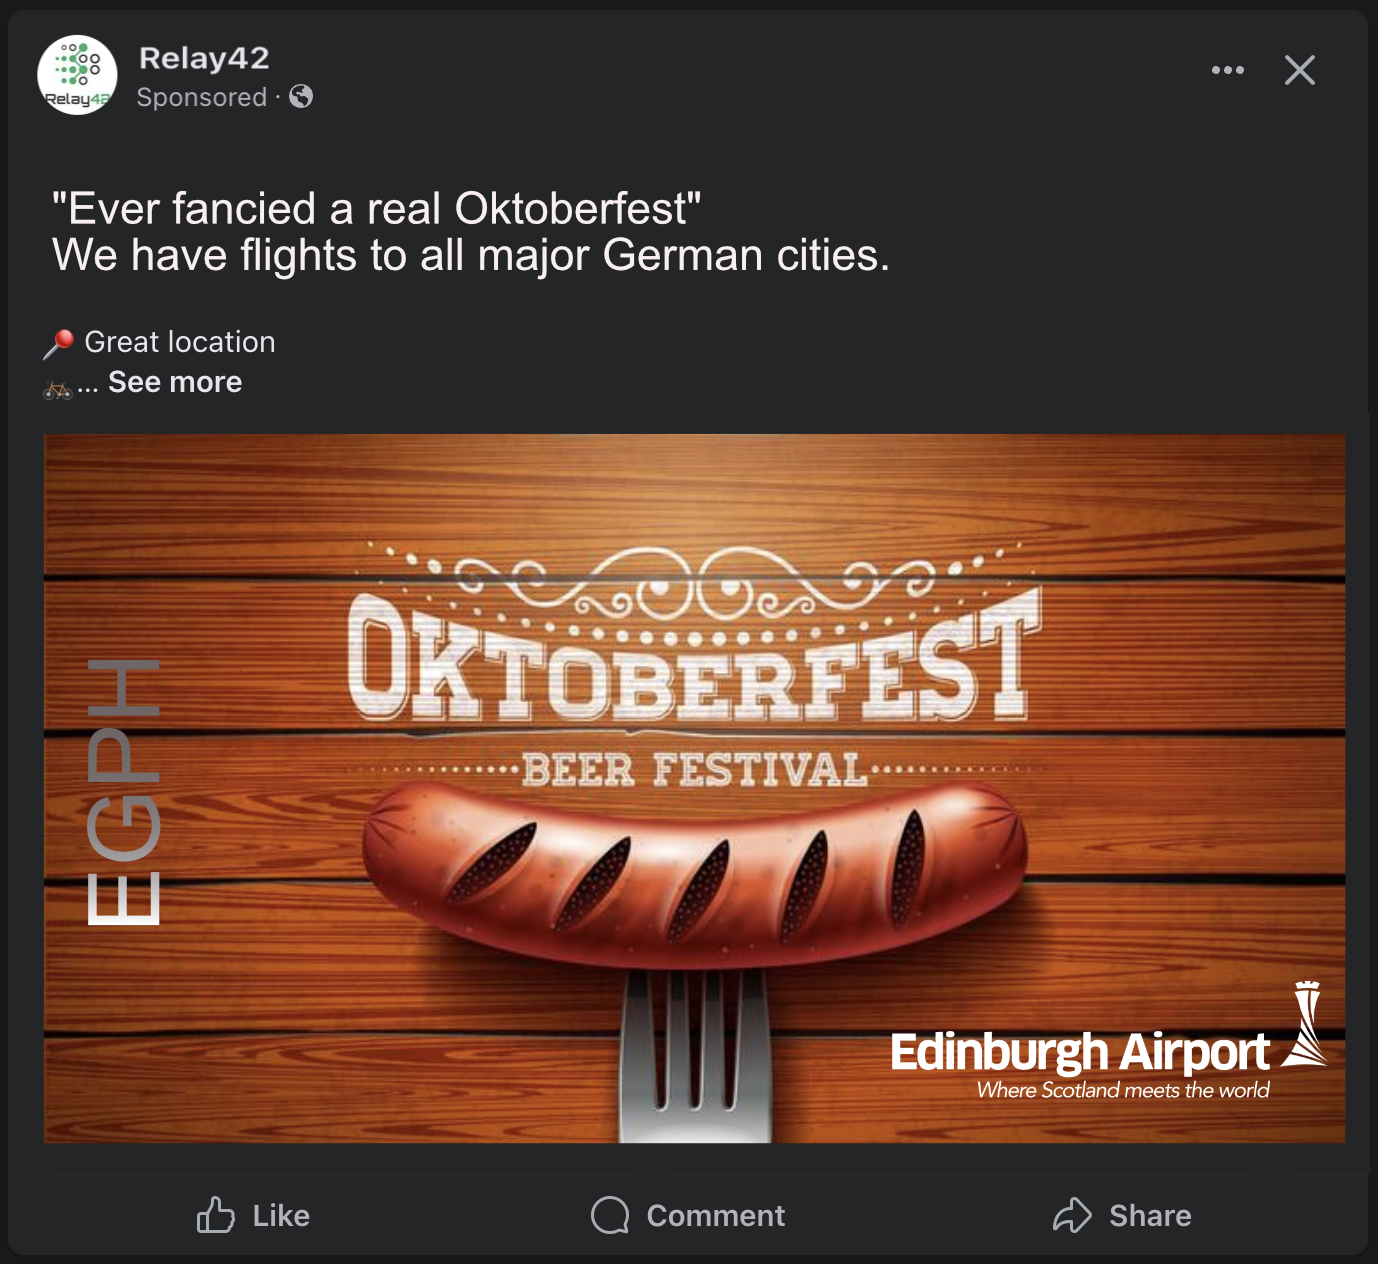 Relay42
Relay42
Sponsored ·
"Ever fancied a real Oktoberfest"
We have flights to all major German cities.
Great location
... See more
OKTOBERFEST
BEER FESTIVAL
EGPH
Edinburgh Airport
Where Scotland meets the world
Like
Comment
Share